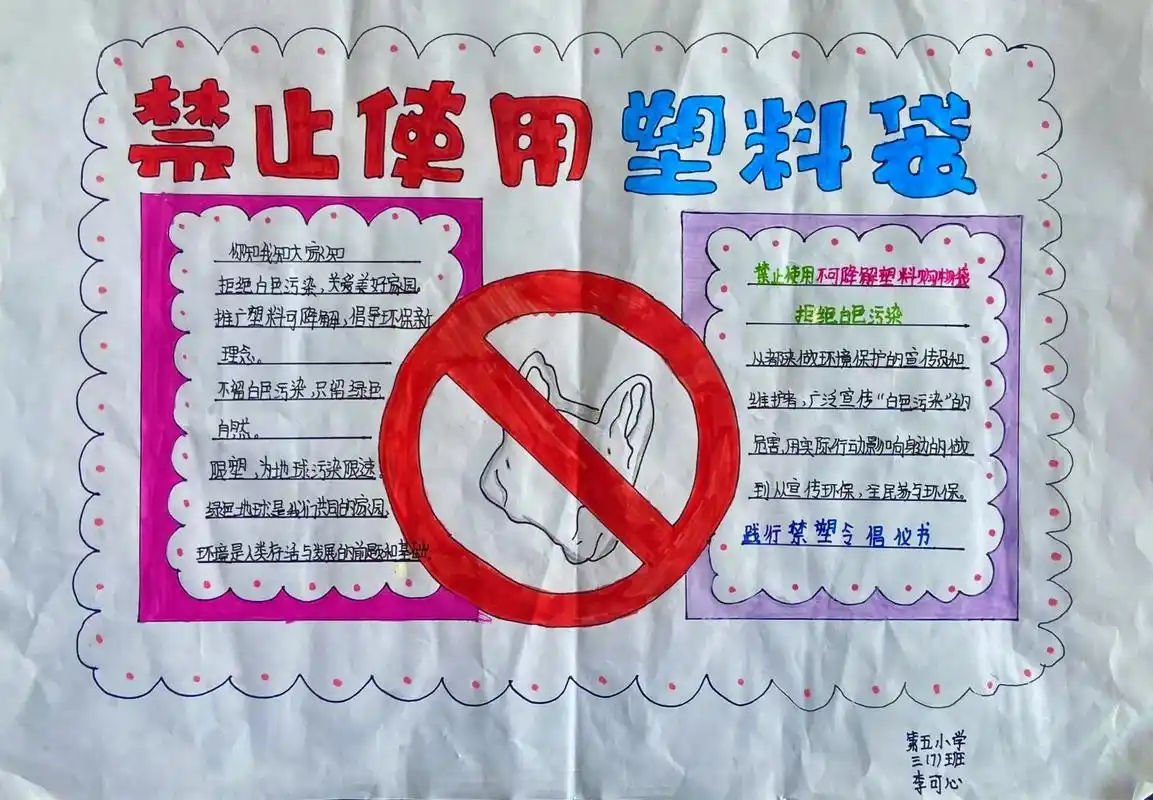 禁止使用塑料袋
你知我知大家知
拒绝白色污染,关爱美好家园。
推广塑料可降解,倡导环保新
理念。
不留白色污染,只留绿色
自然。
限塑,为地球污染限速。
绿色地球是我们共同的家园,
环境是人类存活与发展的前题和基础。
禁止使用不可降解塑料购物袋
拒绝白色污染
从都来做环境保护的宣传员和
维护者,广泛宣传“白色污染”的
危害,用实际行动影响身边的,做
到从宣传环保,全民参与环保。
践行禁塑令倡仪书
第五小学
三(7)班
李可心